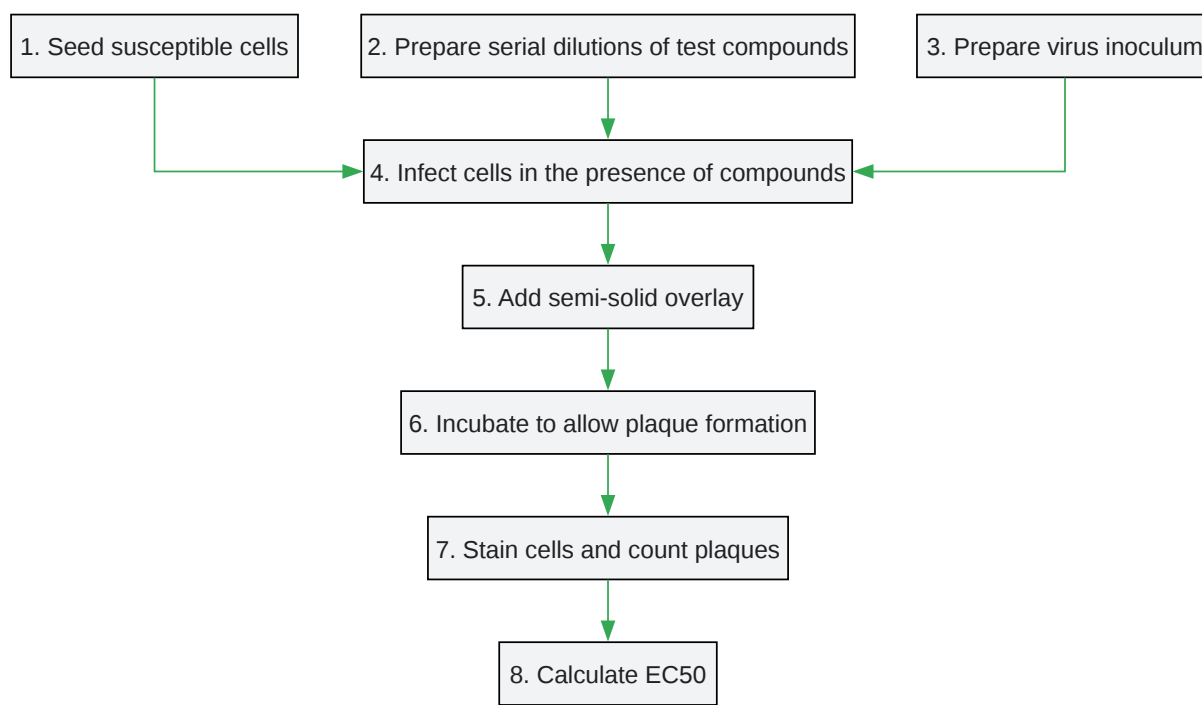 1. Seed susceptible cells
2. Prepare serial dilutions of test compounds
3. Prepare virus inoculum
4. Infect cells in the presence of compounds
5. Add semi-solid overlay
6. Incubate to allow plaque formation
7. Stain cells and count plaques
8. Calculate EC50